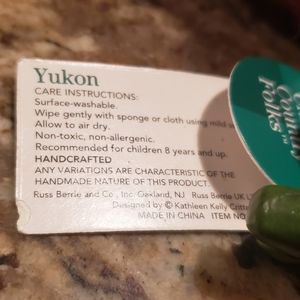 Yukon
CARE INSTRUCTIONS:
Surface-washable.
Wipe gently with sponge or cloth using mild
Allow to air dry.
Non-toxic, non-allergenic.
Recommended for children 8 years and up.
HANDCRAFTED
ANY VARIATIONS ARE CHARACTERISTIC OF THE
HANDMADE NATURE OF THIS PRODUCT.
Russ Berrie and Co., Inc. Oakland, NJ Russ Berrie UK L
Designed by © Kathleen Kelly Critte
MADE IN CHINA ITEM NO
Country
Folks